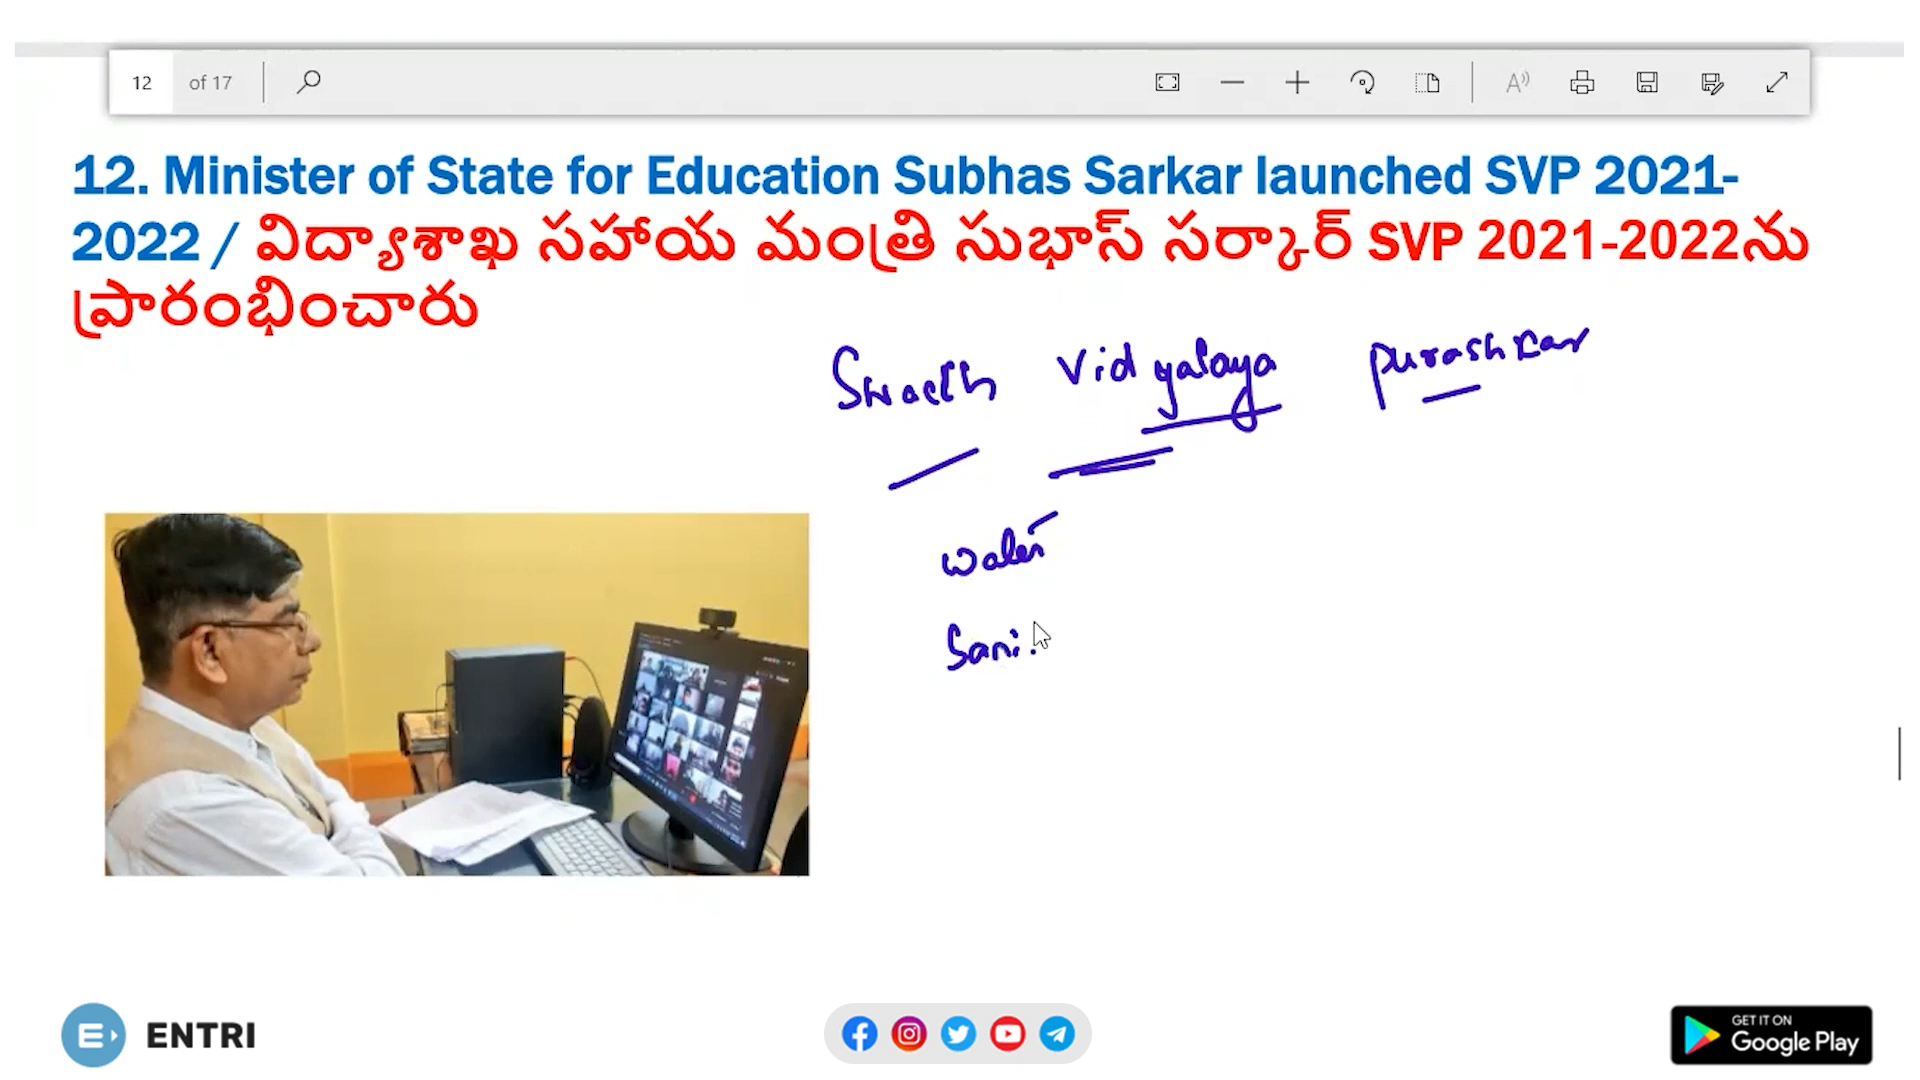 12 of 17
12. Minister of State for Education Subhas Sarkar launched SVP 2021-
2022 / విద్యాశాఖ సహాయ మంత్రి సుభాస్ సర్కార్ SVP 2021-2022ను
ప్రారంభించారు
Swachh Vidyalaya purashkar
water
Sani
ENTRI
GET IT ON
Google Play